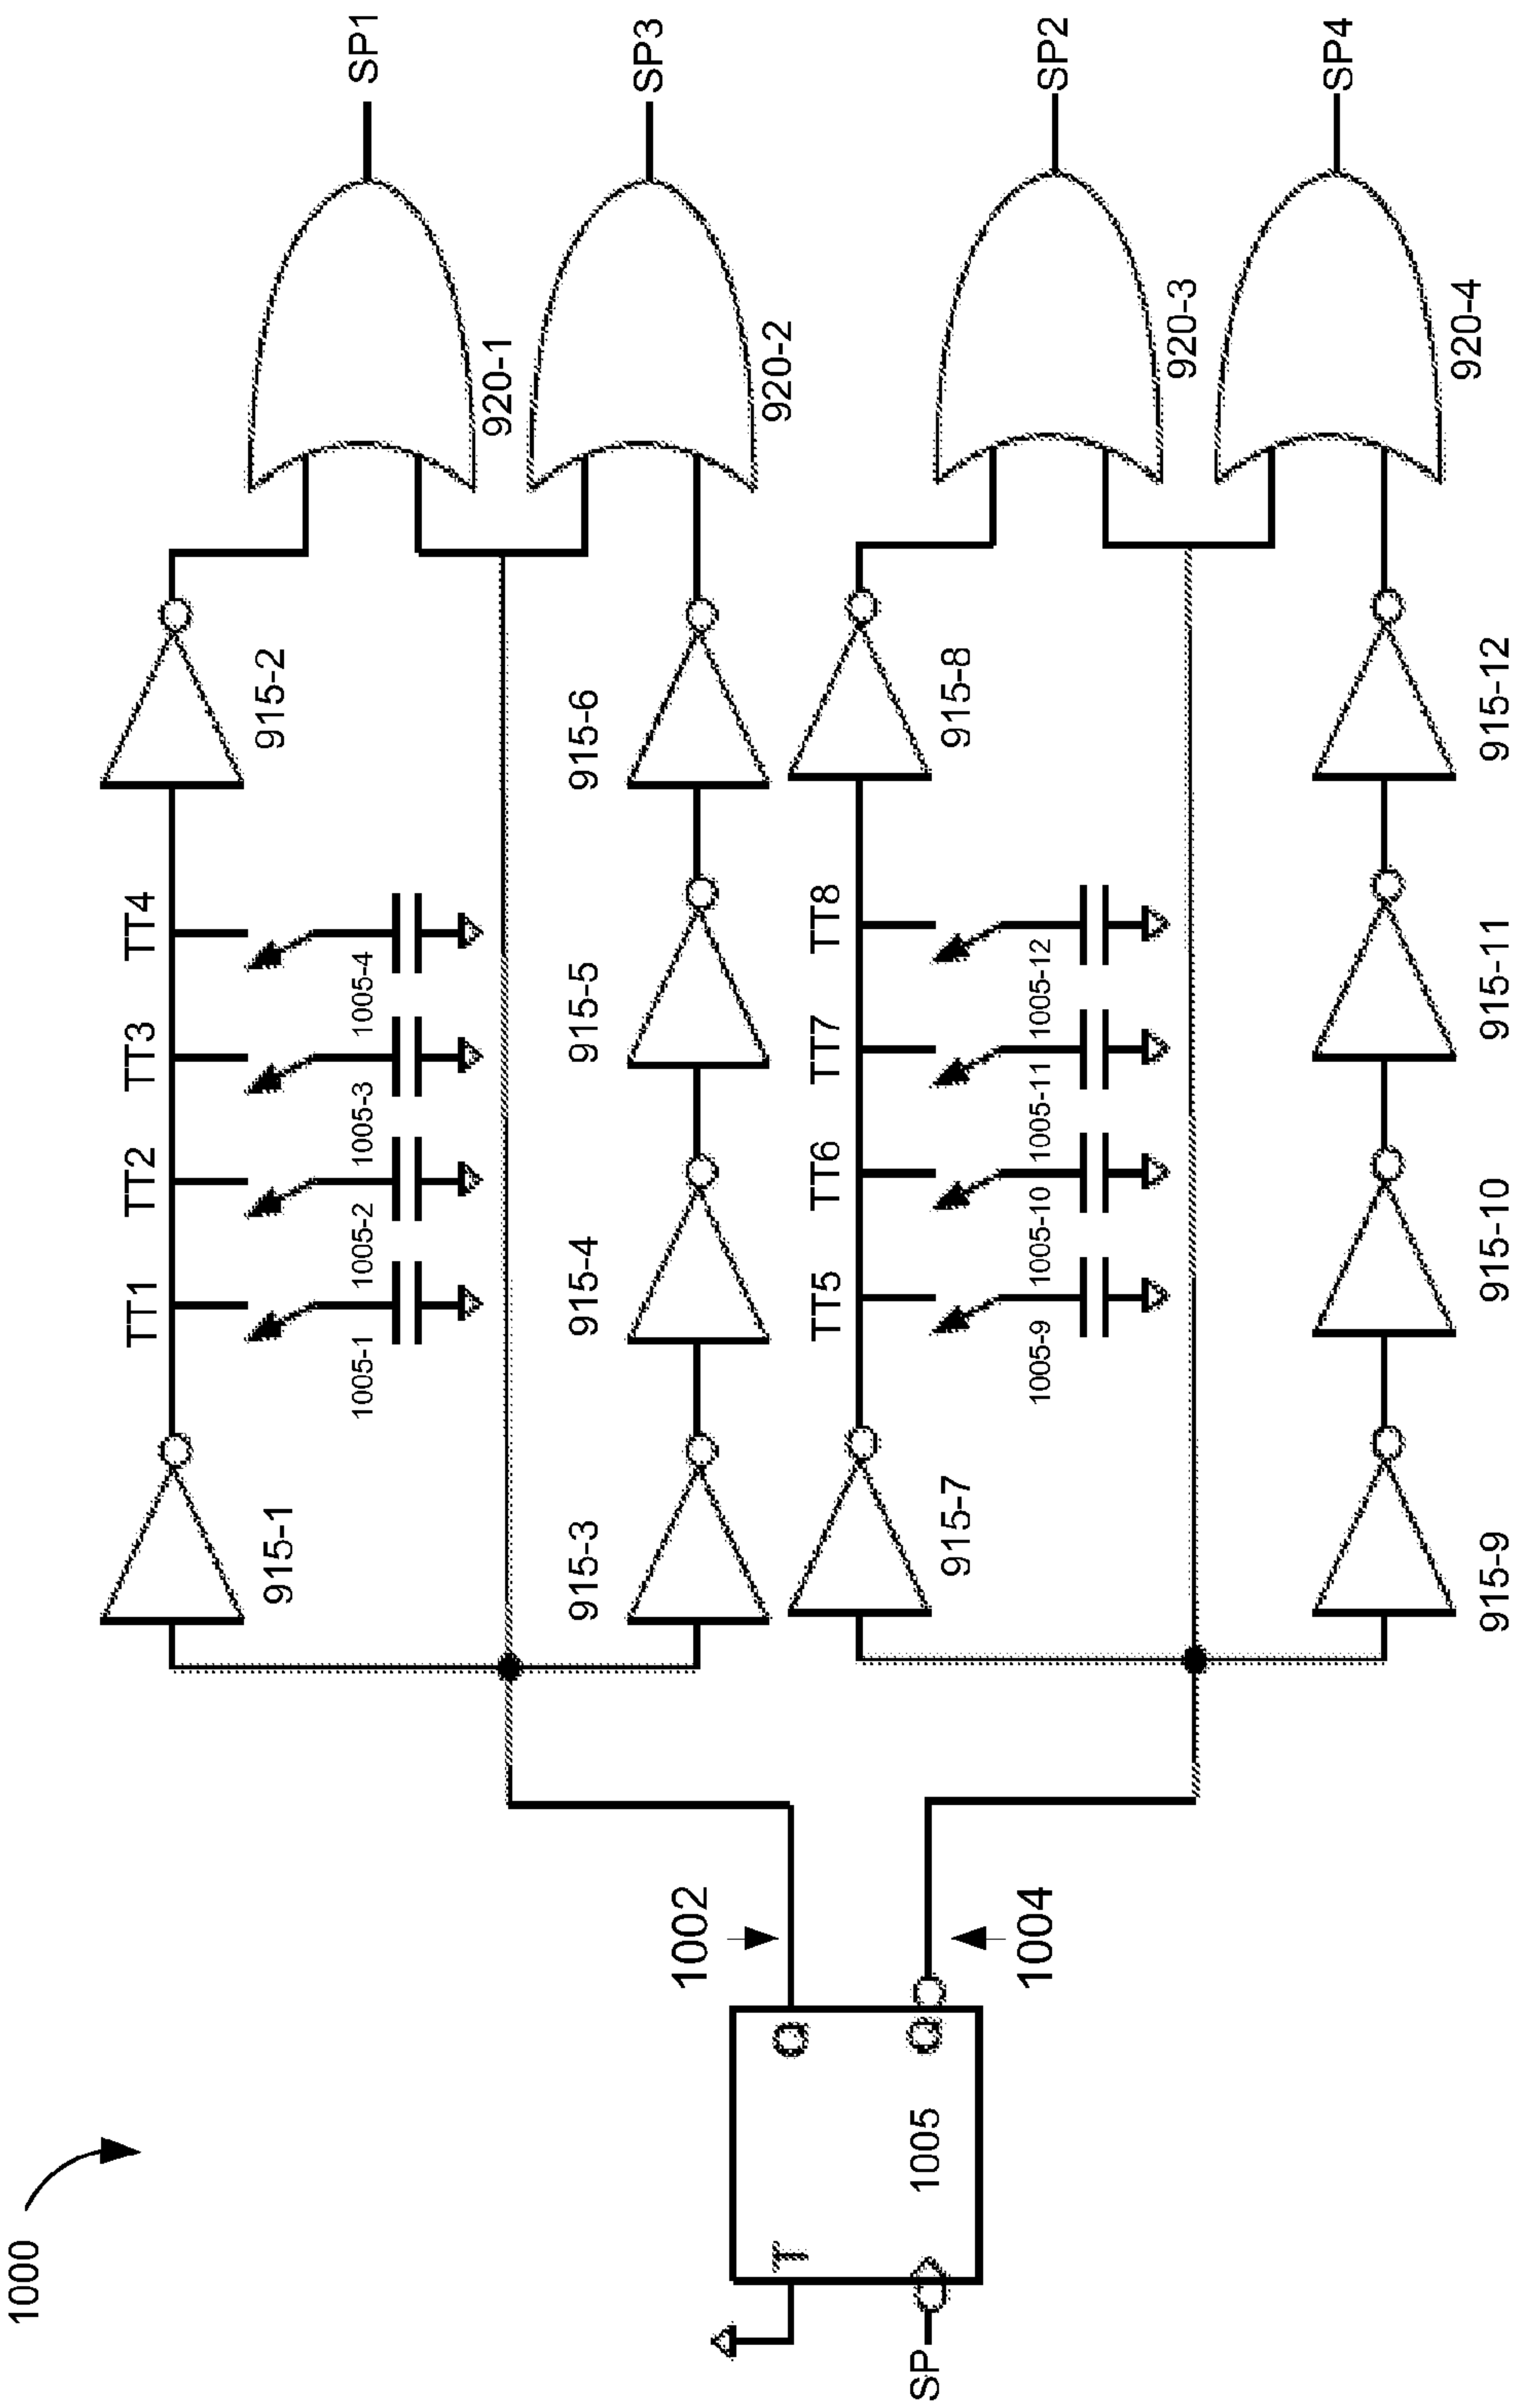 1000
SP
T
1005
Q
Q
1002
1004
915-1
TT1
TT2
TT3
TT4
1005-1
1005-2
1005-3
1005-4
915-2
920-1
SP1
915-3
915-4
915-5
915-6
920-2
SP3
915-7
TT5
TT6
TT7
TT8
1005-9
1005-10
1005-11
1005-12
915-8
920-3
SP2
915-9
915-10
915-11
915-12
920-4
SP4